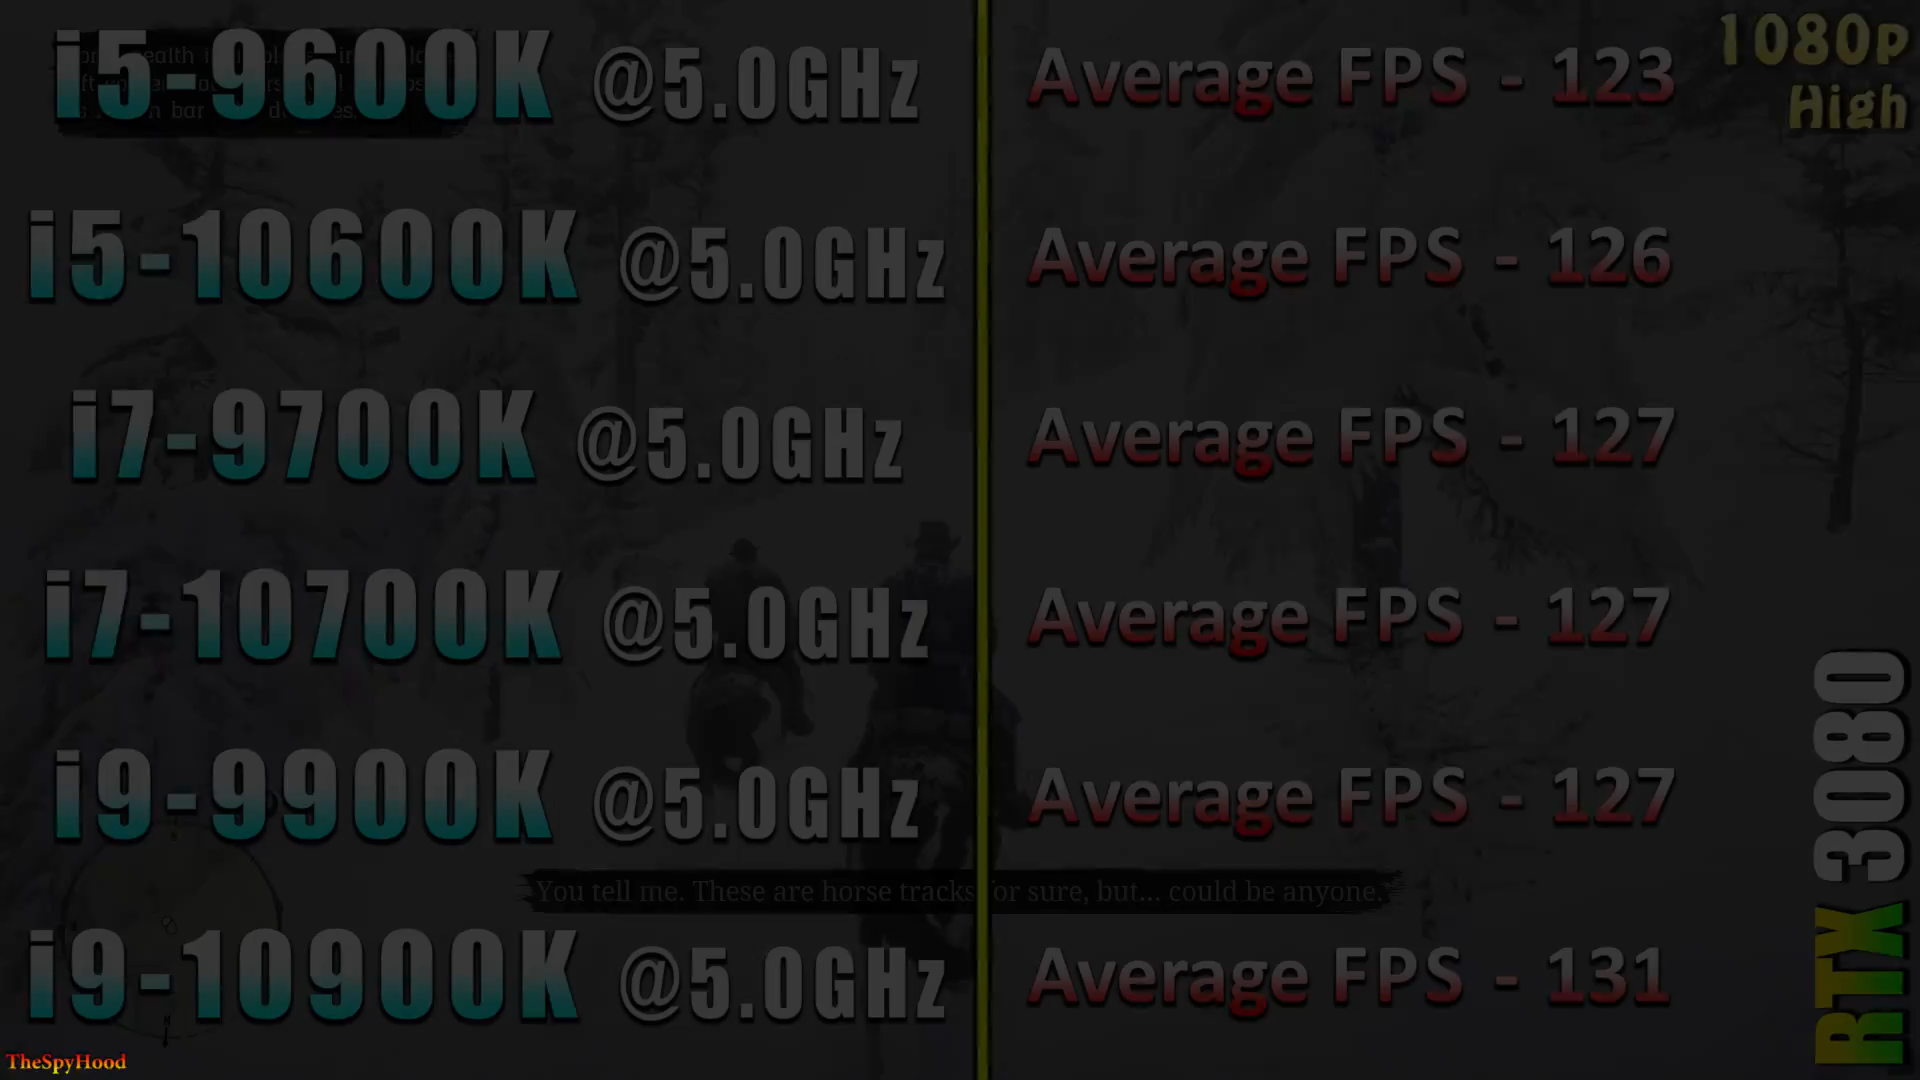 i5-9600K @5.0GHz Average FPS - 123
1080p
High
i5-10600K @5.0GHz Average FPS - 126
i7-9700K @5.0GHz Average FPS - 127
i7-10700K @5.0GHz Average FPS - 127
i9-9900K @5.0GHz Average FPS - 127
You tell me. These are horse tracks for sure, but... could be anyone.
i9-10900K @5.0GHz Average FPS - 131
RTX 3080
TheSpyHood